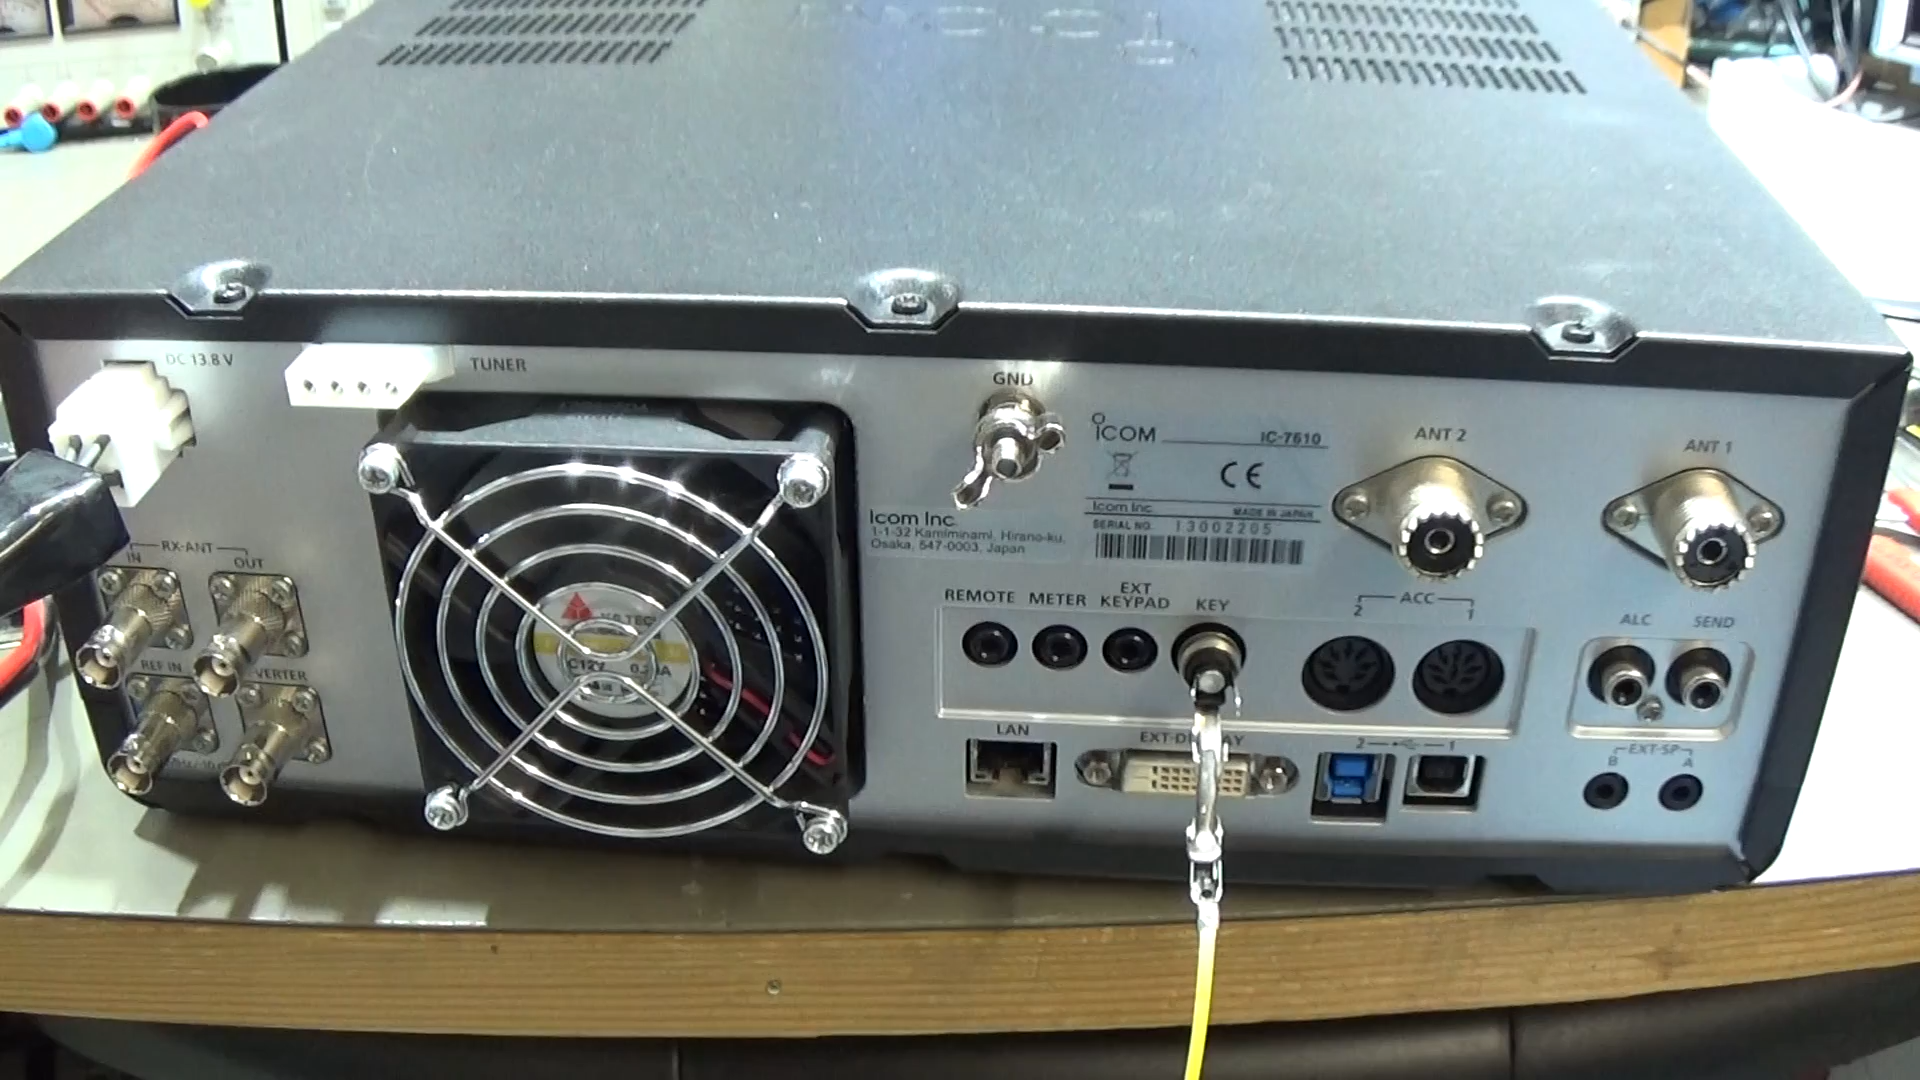 DC 13.8 V
TUNER
GND
ICOM IC-7610
CE
Icom Inc. MADE IN JAPAN
SERIAL NO. 13002205
Icom Inc.
1-1-32 Kamiminami, Hirano-ku,
Osaka, 547-0003, Japan
ANT 2
ANT 1
RX-ANT
IN
OUT
REF IN
VERTER
REMOTE
METER
EXT
KEYPAD
KEY
ACC
2
1
ALC
SEND
LAN
2
1
EXT-SP
B
A